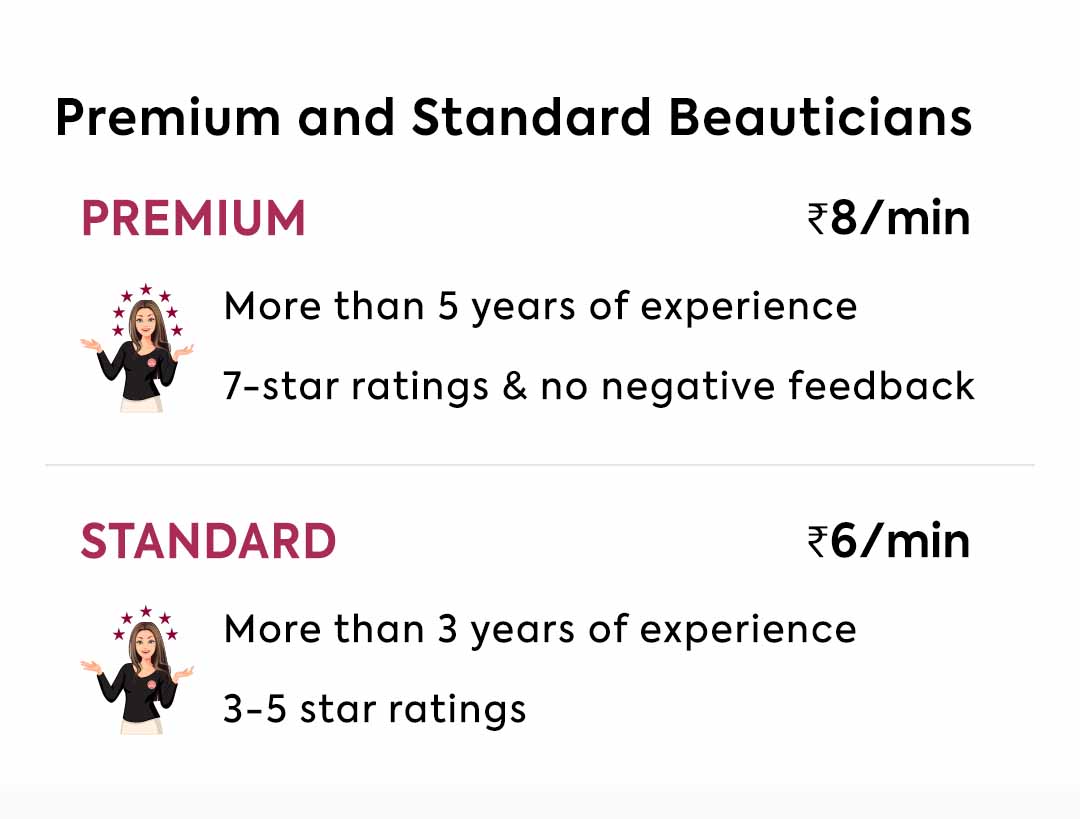 Premium and Standard Beauticians
PREMIUM ₹8/min
More than 5 years of experience
7-star ratings & no negative feedback
STANDARD ₹6/min
More than 3 years of experience
3-5 star ratings